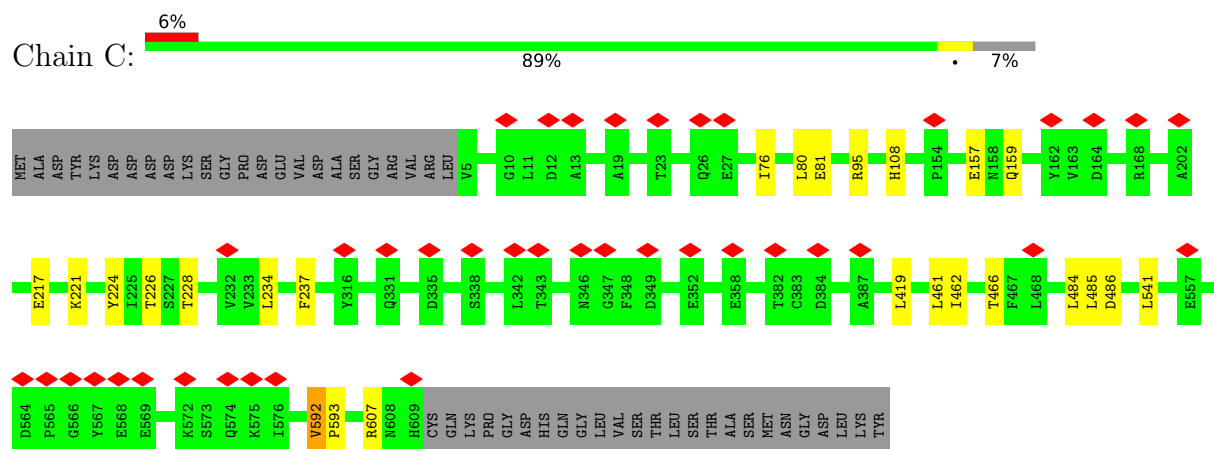 6%
Chain C:
89% • 7%
MET ALA ASP TYR LYS ASP ASP ASP ASP LYS SER GLY PRO ASP GLU VAL ASP ALA SER GLY ARG VAL ARG LEU V5 G10 L11 D12 A13 A19 T23 Q26 E27 I76 L80 E81 R95 H108 P154 E157 N158 Q159 Y162 V163 D164 R168 A202
E217 K221 Y224 I225 T226 S227 T228 V232 V233 L234 F237 Y316 Q331 D335 S338 L342 T343 N346 G347 F348 D349 E352 E358 T382 C383 D384 A387 L419 L461 I462 T466 F467 L468 L484 L485 D486 L541 E557
D564 P565 G566 Y567 E568 E569 K572 S573 Q574 K575 I576 V592 P593 R607 N608 H609 CYS GLN LYS PRO GLY ASP HIS GLN GLY LEU VAL SER THR LEU SER THR ALA SER MET ASN GLY ASP LEU LYS TYR